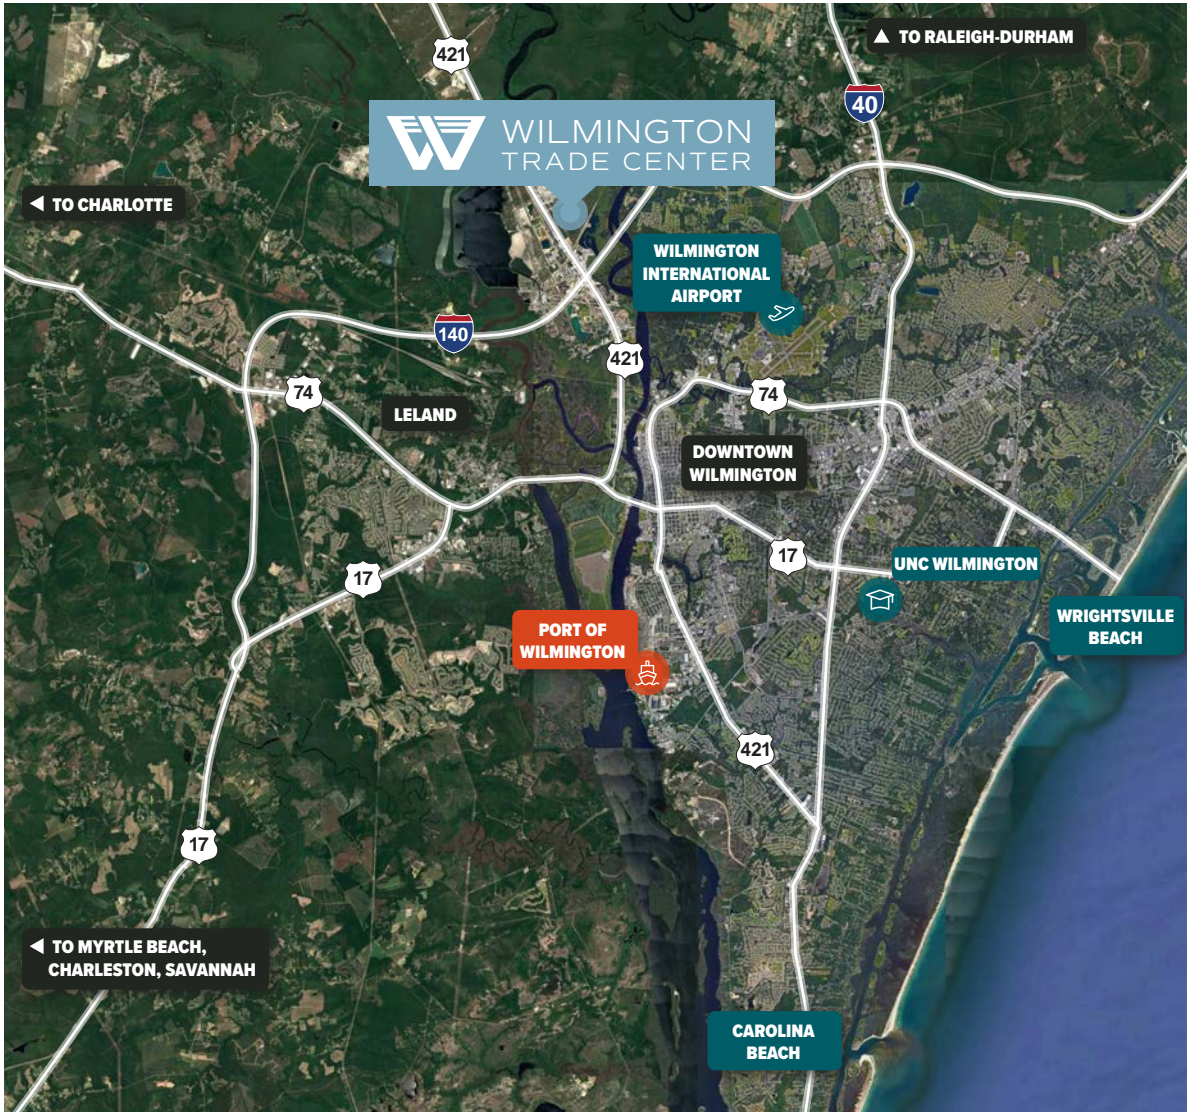 421
▲ TO RALEIGH-DURHAM
40
WILMINGTON
TRADE CENTER
◀ TO CHARLOTTE
WILMINGTON
INTERNATIONAL
AIRPORT
140
421
74
74
LELAND
DOWNTOWN
WILMINGTON
17
UNC WILMINGTON
17
WRIGHTSVILLE
BEACH
PORT OF
WILMINGTON
421
17
◀ TO MYRTLE BEACH,
CHARLESTON, SAVANNAH
CAROLINA
BEACH